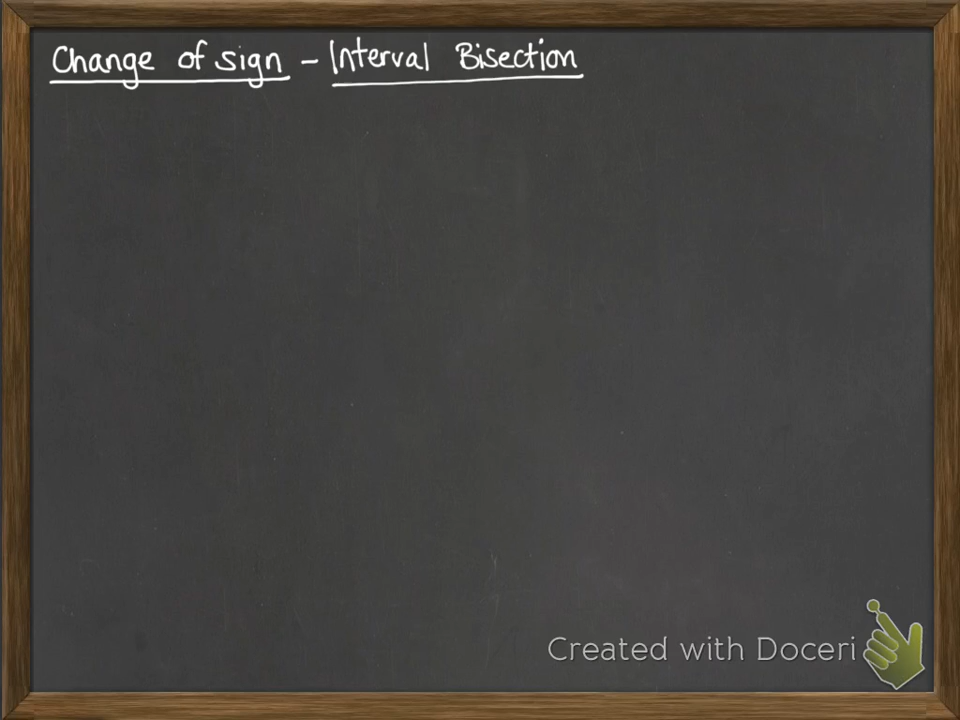 Change of sign - Interval Bisection
Created with Doceri